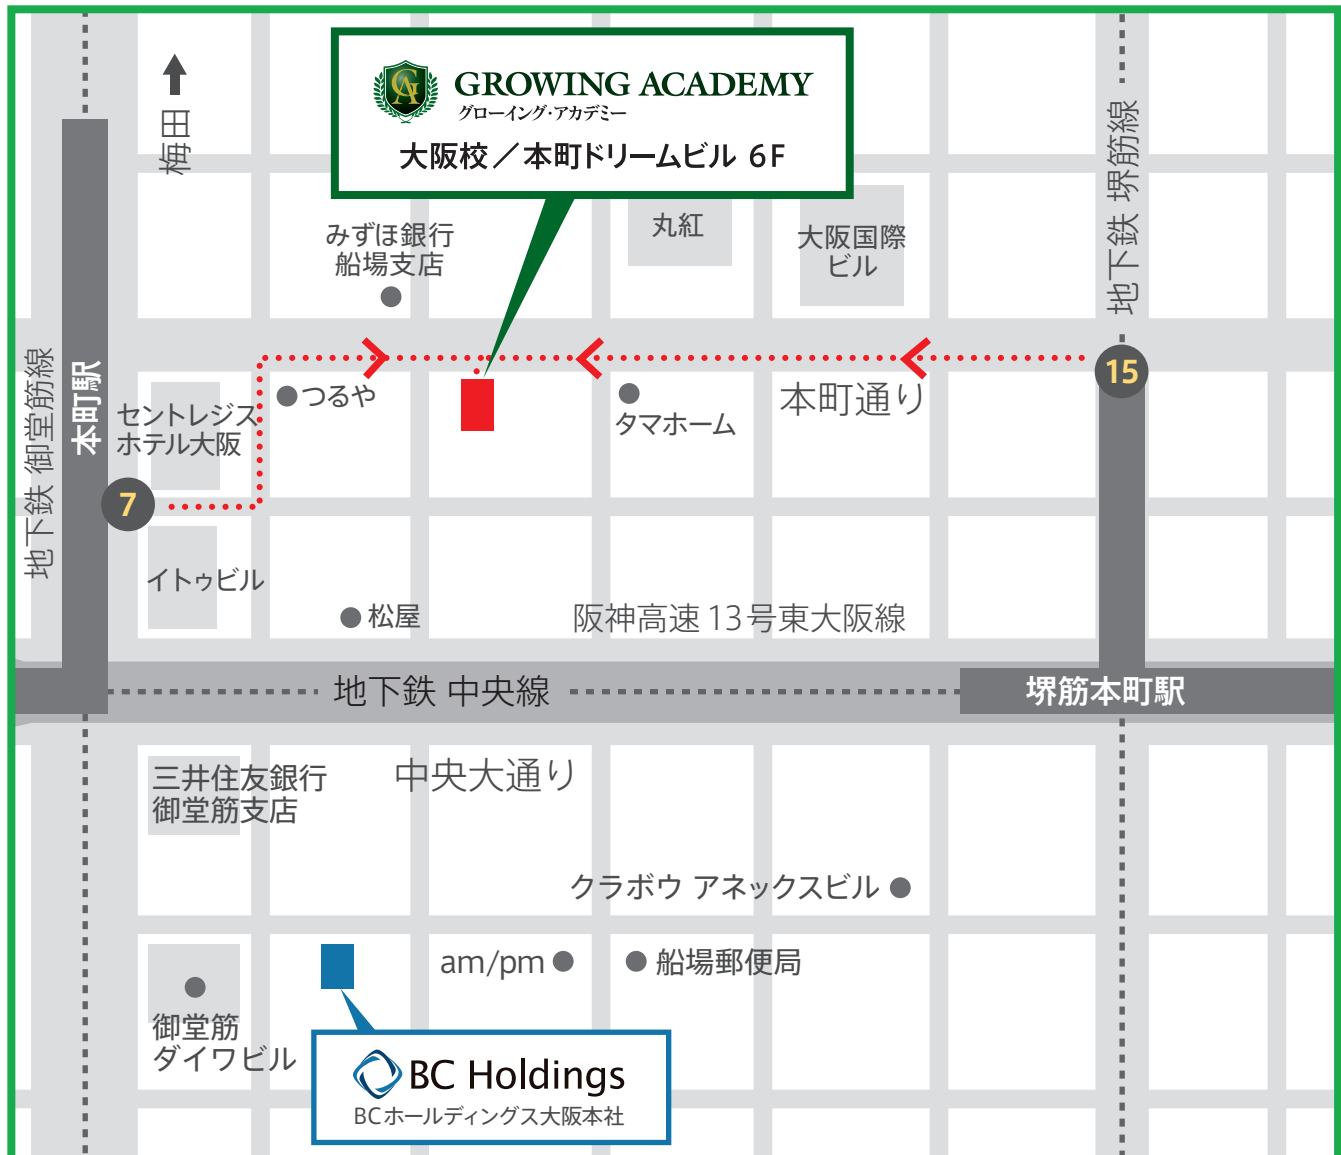 梅田
GA
GROWING ACADEMY
グローイング・アカデミー
大阪校／本町ドリームビル 6F
地下鉄 堺筋線
みずほ銀行
船場支店
丸紅
大阪国際
ビル
地下鉄 御堂筋線
本町駅
15
つるや
本町通り
セントレジス
ホテル大阪
タマホーム
7
イトゥビル
松屋
阪神高速 13号東大阪線
地下鉄 中央線
堺筋本町駅
三井住友銀行
御堂筋支店
中央大通り
クラボウ アネックスビル
am/pm
船場郵便局
御堂筋
ダイワビル
BC Holdings
BCホールディングス大阪本社